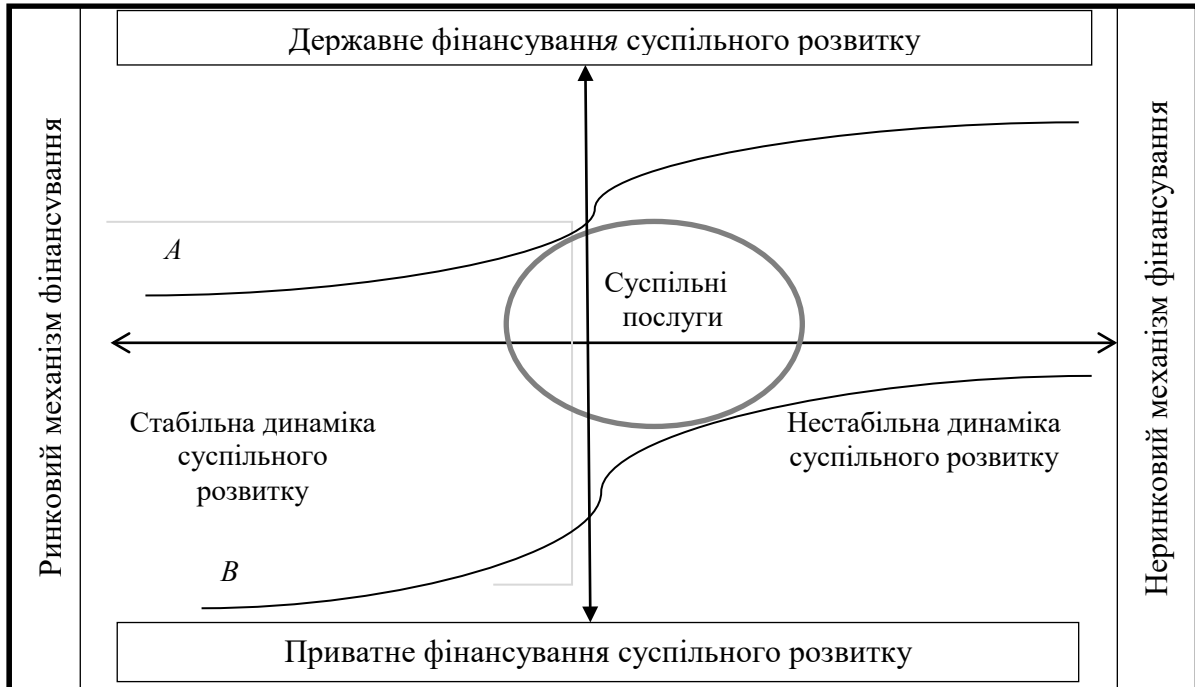 Державне фінансування суспільного розвитку
Ринковий механізм фінансування
A
Суспільні
послуги
Стабільна динаміка
суспільного
розвитку
Нестабільна динаміка
суспільного розвитку
B
Неринковий механізм фінансування
Приватне фінансування суспільного розвитку